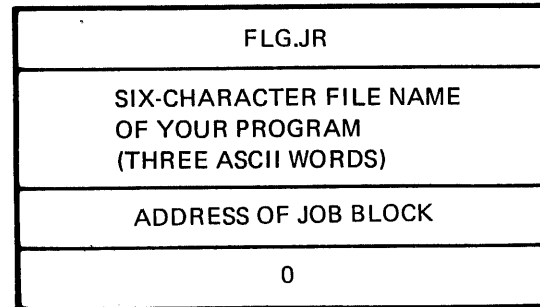 FLG.JR
SIX-CHARACTER FILE NAME
OF YOUR PROGRAM
(THREE ASCII WORDS)
ADDRESS OF JOB BLOCK
0